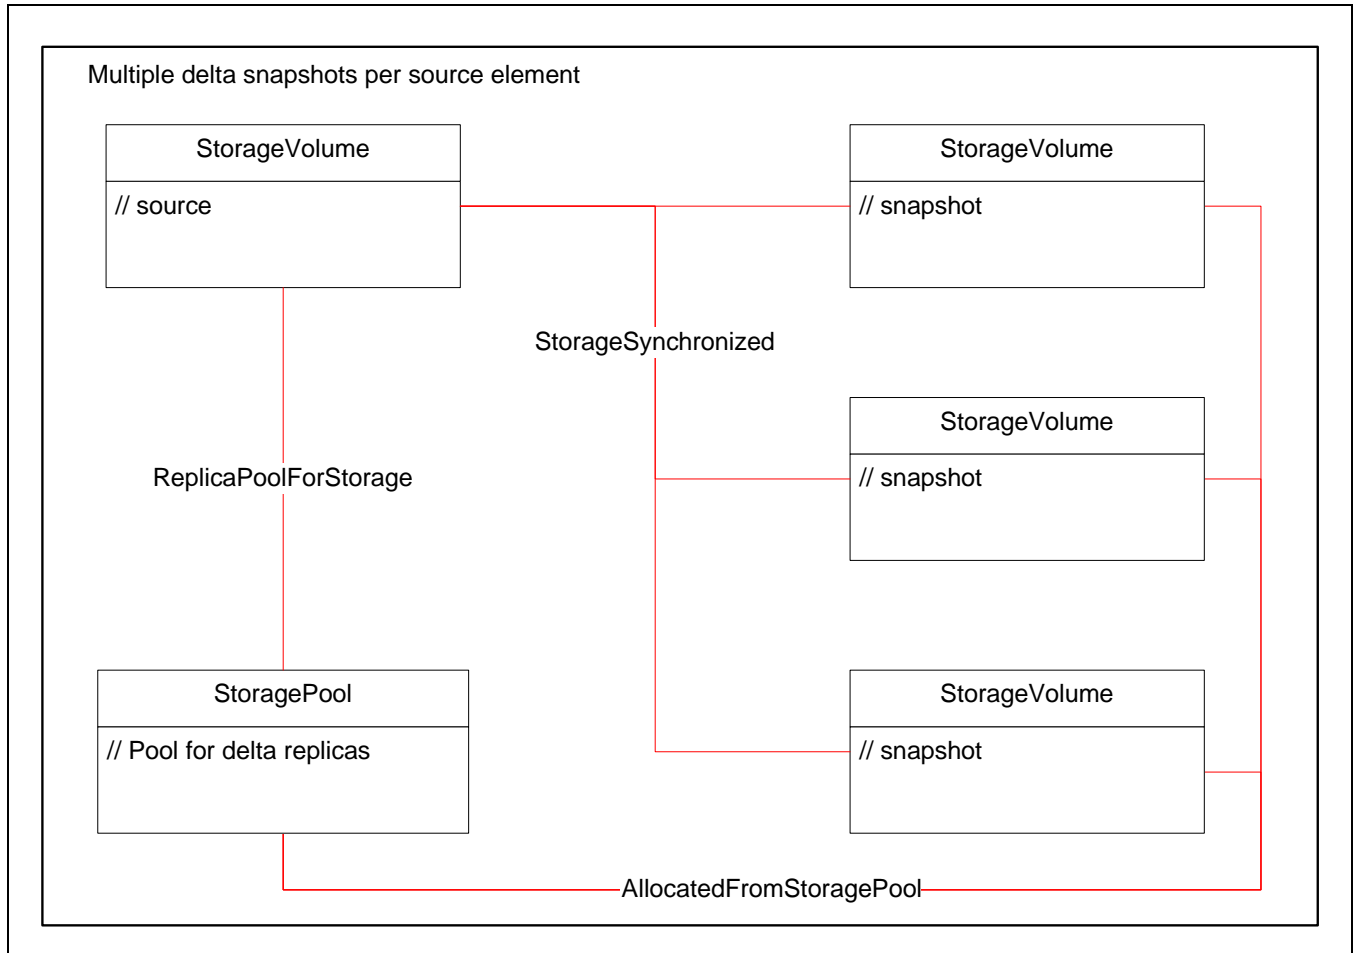 Multiple delta snapshots per source element
StorageVolume
// source
StorageVolume
// snapshot
StorageSynchronized
StorageVolume
// snapshot
ReplicaPoolForStorage
StoragePool
// Pool for delta replicas
StorageVolume
// snapshot
AllocatedFromStoragePool